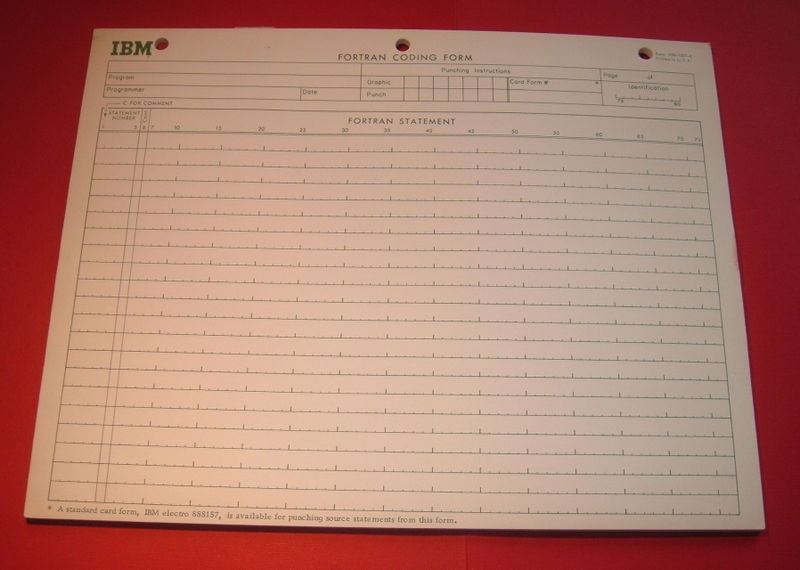 IBM
FORTRAN CODING FORM
Printed in U. S. A.
Program
Punching Instructions
Page of
Graphic
Card Form # *
Identification
Programmer
Date
Punch
73 80
C FOR COMMENT
STATEMENT NUMBER
Cont
FORTRAN STATEMENT
1 5 6 7 10 15 20 25 30 35 40 45 50 55 60 65 70 72
* A standard card form, IBM electro 888157, is available for punching source statements from this form.